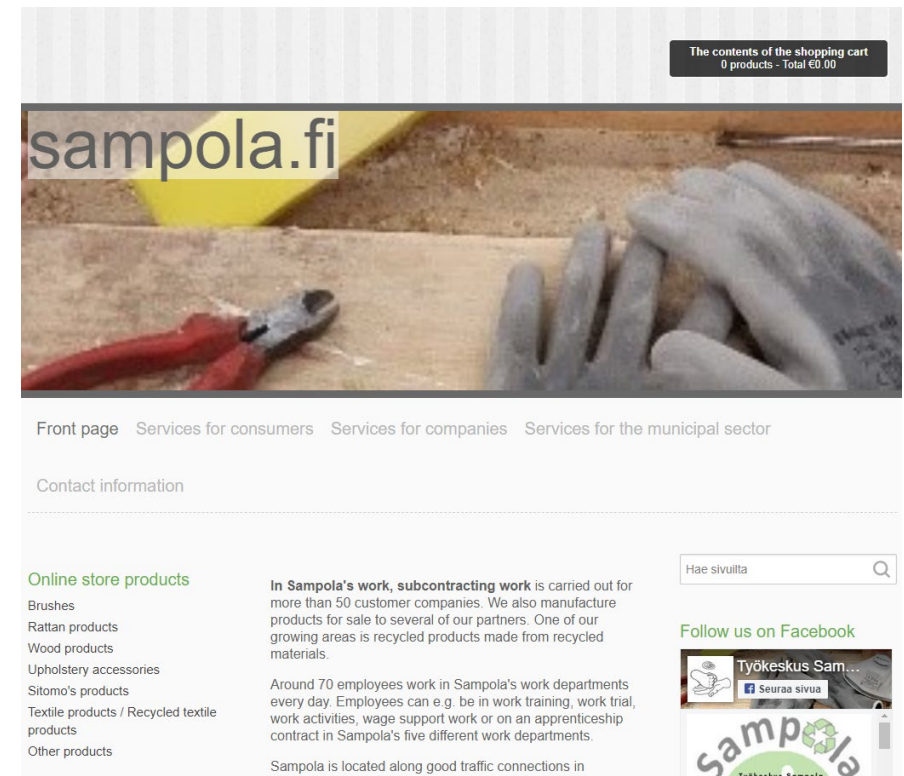 The contents of the shopping cart
0 products - Total €0.00
sampola.fi
Front page Services for consumers Services for companies Services for the municipal sector
Contact information
Online store products
Brushes
Rattan products
Wood products
Upholstery accessories
Sitomo's products
Textile products / Recycled textile
products
Other products
In Sampola's work, subcontracting work is carried out for
more than 50 customer companies. We also manufacture
products for sale to several of our partners. One of our
growing areas is recycled products made from recycled
materials.
Around 70 employees work in Sampola's work departments
every day. Employees can e.g. be in work training, work trial,
work activities, wage support work or on an apprenticeship
contract in Sampola's five different work departments.
Sampola is located along good traffic connections in
Hae sivuilta
Follow us on Facebook
Työkeskus Sam...
Seuraa sivua
Sampola
Työkeskus Sampola